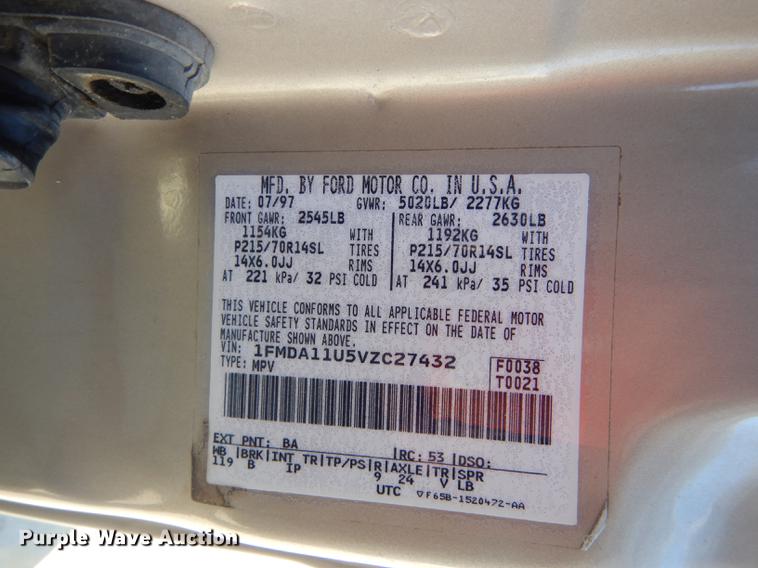 MFD. BY FORD MOTOR CO. IN U.S.A.
DATE: 07/97 GVWR: 5020LB/ 2277KG
FRONT GAWR: 2545LB REAR GAWR: 2630LB
1154KG WITH 1192KG WITH
P215/70R14SL TIRES P215/70R14SL TIRES
14X6.0JJ RIMS 14X6.0JJ RIMS
AT 221 kPa/ 32 PSI COLD AT 241 kPa/ 35 PSI COLD
THIS VEHICLE CONFORMS TO ALL APPLICABLE FEDERAL MOTOR
VEHICLE SAFETY STANDARDS IN EFFECT ON THE DATE OF
MANUFACTURE SHOWN ABOVE.
VIN: 1FMDA11U5VZC27432
TYPE: MPV
F0038
T0021
EXT PNT: BA RC: 53 DSO:
WB BRK INT TR TP/PS R AXLE TR SPR
119 B IP 9 24 V LB
UTC F65B-1520472-AA
Purple Wave Auction